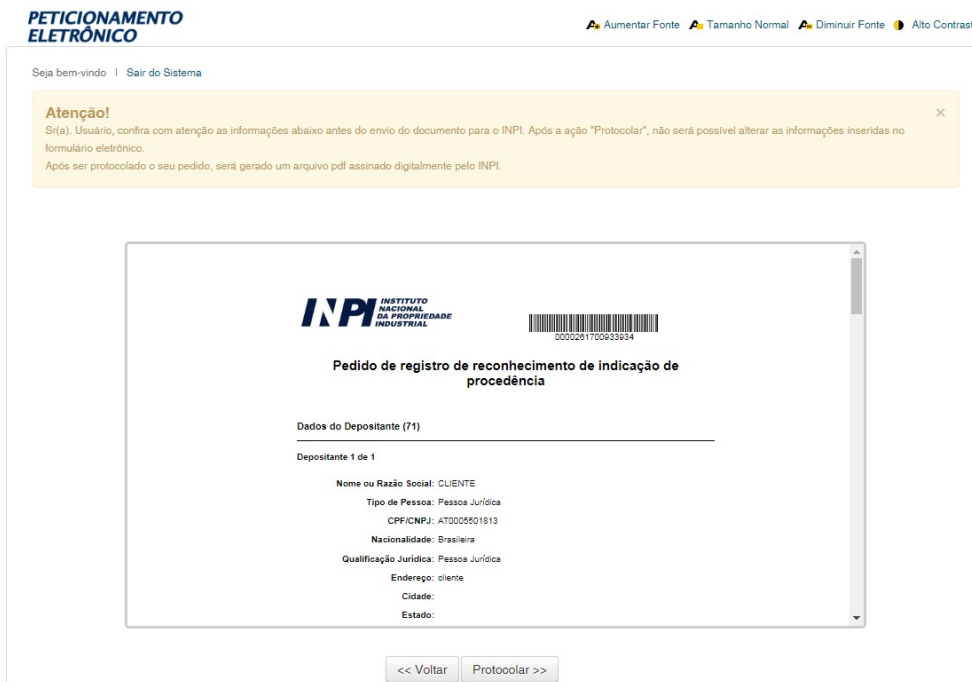 PETICIONAMENTO
ELETRÔNICO
Aumentar Fonte Tamanho Normal Diminuir Fonte Alto Contrast
Seja bem-vindo | Sair do Sistema
Atenção!
Sr(a). Usuário, confira com atenção as informações abaixo antes do envio do documento para o INPI. Após a ação "Protocolar", não será possível alterar as informações inseridas no
formulário eletrônico.
Após ser protocolado o seu pedido, será gerado um arquivo pdf assinado digitalmente pelo INPI.
INPI INSTITUTO
NACIONAL
DA PROPRIEDADE
INDUSTRIAL
0000261700933934
Pedido de registro de reconhecimento de indicação de
procedência
Dados do Depositante (71)
Depositante 1 de 1
Nome ou Razão Social: CLIENTE
Tipo de Pessoa: Pessoa Jurídica
CPF/CNPJ: AT0005501813
Nacionalidade: Brasileira
Qualificação Jurídica: Pessoa Jurídica
Endereço: cliente
Cidade:
Estado:
<< Voltar Protocolar >>